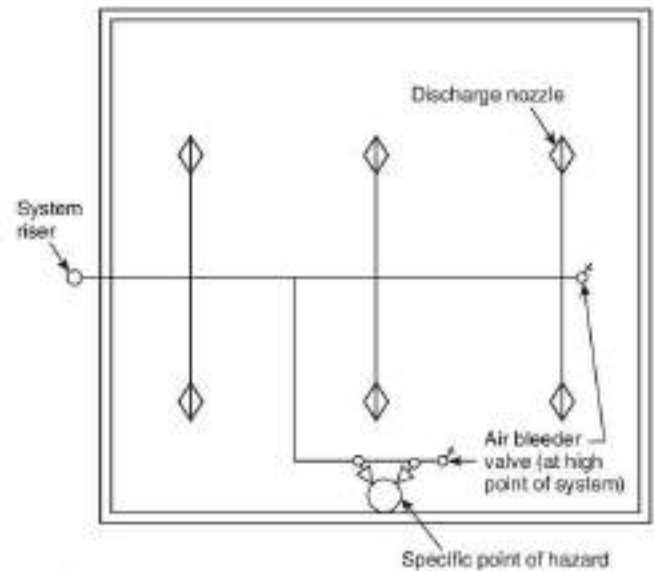 Discharge nozzle
System
riser
Air bleeder
valve (at high
point of system)
Specific point of hazard